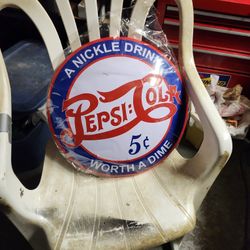 A NICKLE DRINK
PEPSI:COLA
5¢
WORTH A DIME